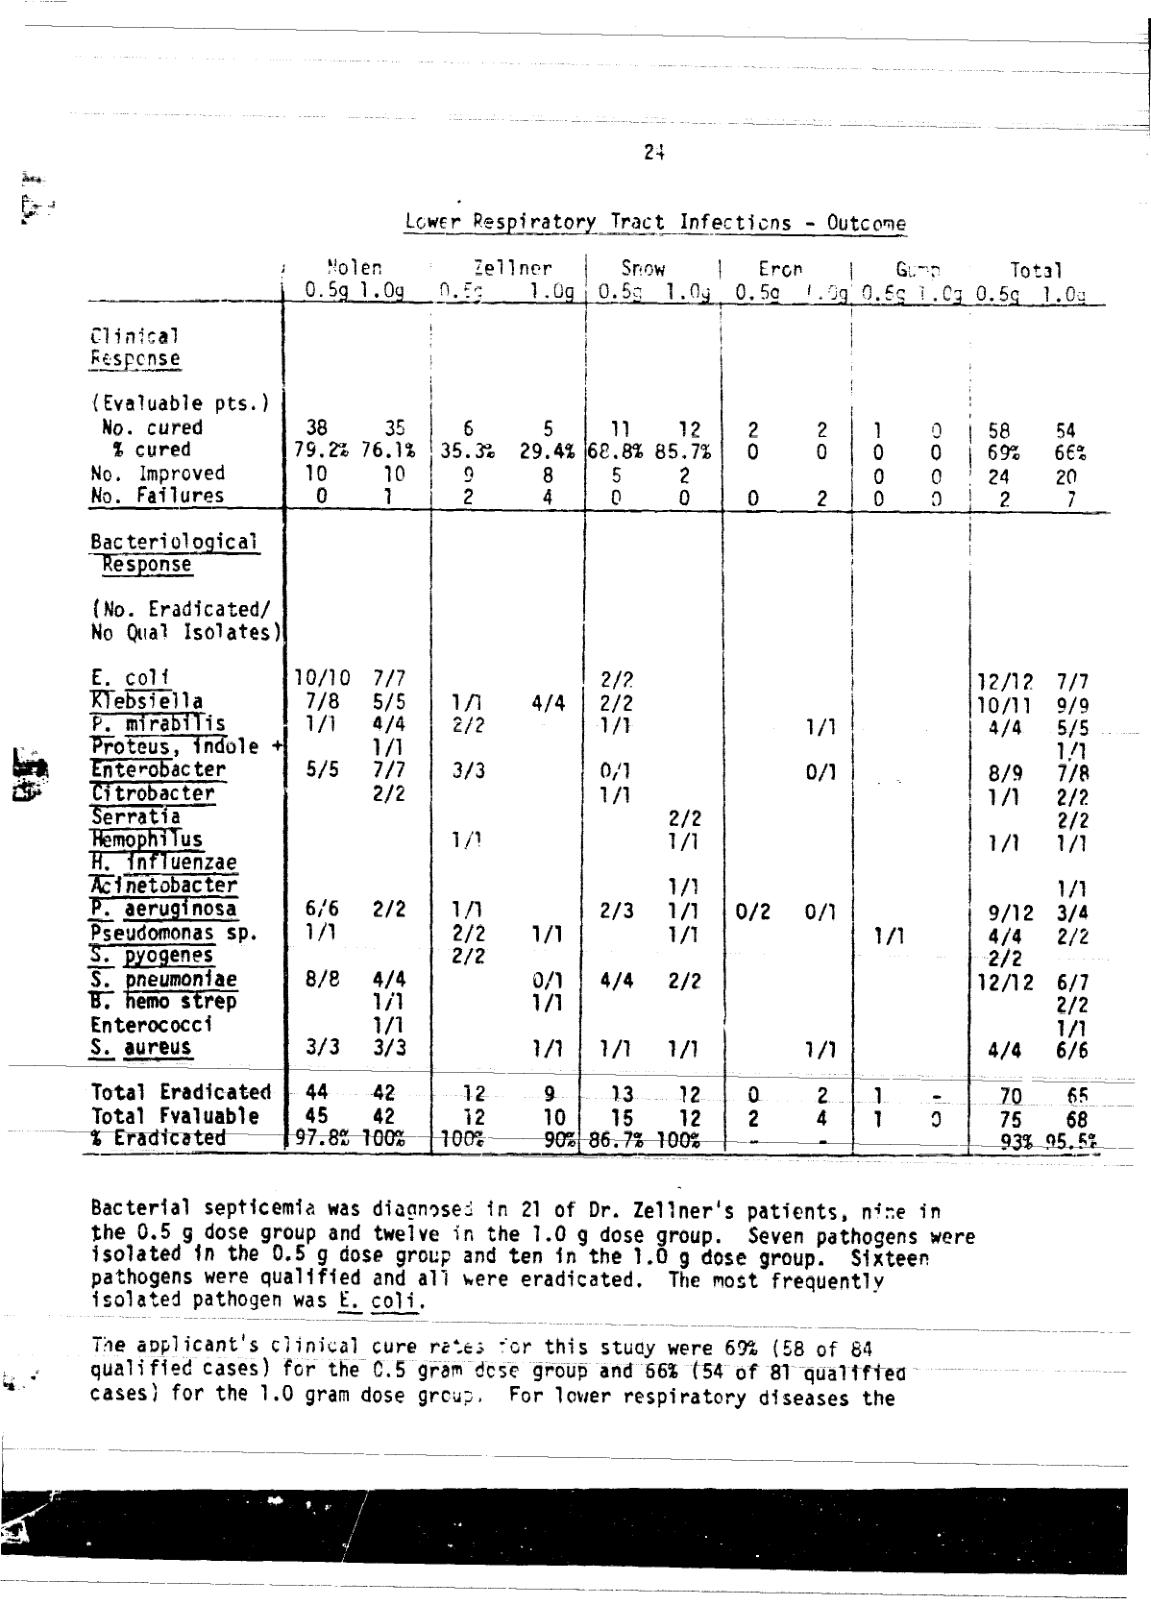 24
Lower Respiratory Tract Infections - Outcome
Nolen Zellner Snow Eron Total
0.5g 1.0g 0.5g 1.0g 0.5g 1.0g 0.5g 1.0g 0.5g 1.0g 0.5g 1.0g
Clinical
Response
(Evaluable pts.)
No. cured 38 35 6 5 11 12 2 2 1 0 58 54
% cured 79.2% 76.1% 35.3% 29.4% 68.8% 85.7% 0 0 0 0 69% 66%
No. Improved 10 10 9 8 5 2 0 0 24 20
No. Failures 0 1 2 4 0 0 0 2 0 0 2 7
Bacteriological
Response
(No. Eradicated/
No Qual Isolates)
E. coli 10/10 7/7 2/2 12/12 7/7
Klebsiella 7/8 5/5 1/1 4/4 2/2 10/11 9/9
P. mirabilis 1/1 4/4 2/2 1/1 1/1 4/4 5/5
Proteus, indole + 1/1 1/1
Enterobacter 5/5 7/7 3/3 0/1 0/1 8/9 7/8
Citrobacter 2/2 1/1 1/1 2/2
Serratia 2/2 2/2
Hemophilus 1/1 1/1 1/1 1/1
H. influenzae
Acinetobacter 1/1 1/1
P. aeruginosa 6/6 2/2 1/1 2/3 1/1 0/2 0/1 9/12 3/4
Pseudomonas sp. 1/1 2/2 1/1 1/1 1/1 4/4 2/2
S. pyogenes 2/2 2/2
S. pneumoniae 8/8 4/4 0/1 4/4 2/2 12/12 6/7
B. hemo strep 1/1 1/1 2/2
Enterococci 1/1 1/1
S. aureus 3/3 3/3 1/1 1/1 1/1 1/1 4/4 6/6
Total Eradicated 44 42 12 9 13 12 0 2 1 - 70 65
Total Evaluable 45 42 12 10 15 12 2 4 1 0 75 68
% Eradicated 97.8% 100% 100% 90% 86.7% 100% - - 93% 95.5%
Bacterial septicemia was diagnosed in 21 of Dr. Zellner's patients, nine in
the 0.5 g dose group and twelve in the 1.0 g dose group. Seven pathogens were
isolated in the 0.5 g dose group and ten in the 1.0 g dose group. Sixteen
pathogens were qualified and all were eradicated. The most frequently
isolated pathogen was E. coli.
The applicant's clinical cure rates for this study were 69% (58 of 84
qualified cases) for the 0.5 gram dose group and 66% (54 of 81 qualified
cases) for the 1.0 gram dose group. For lower respiratory diseases the